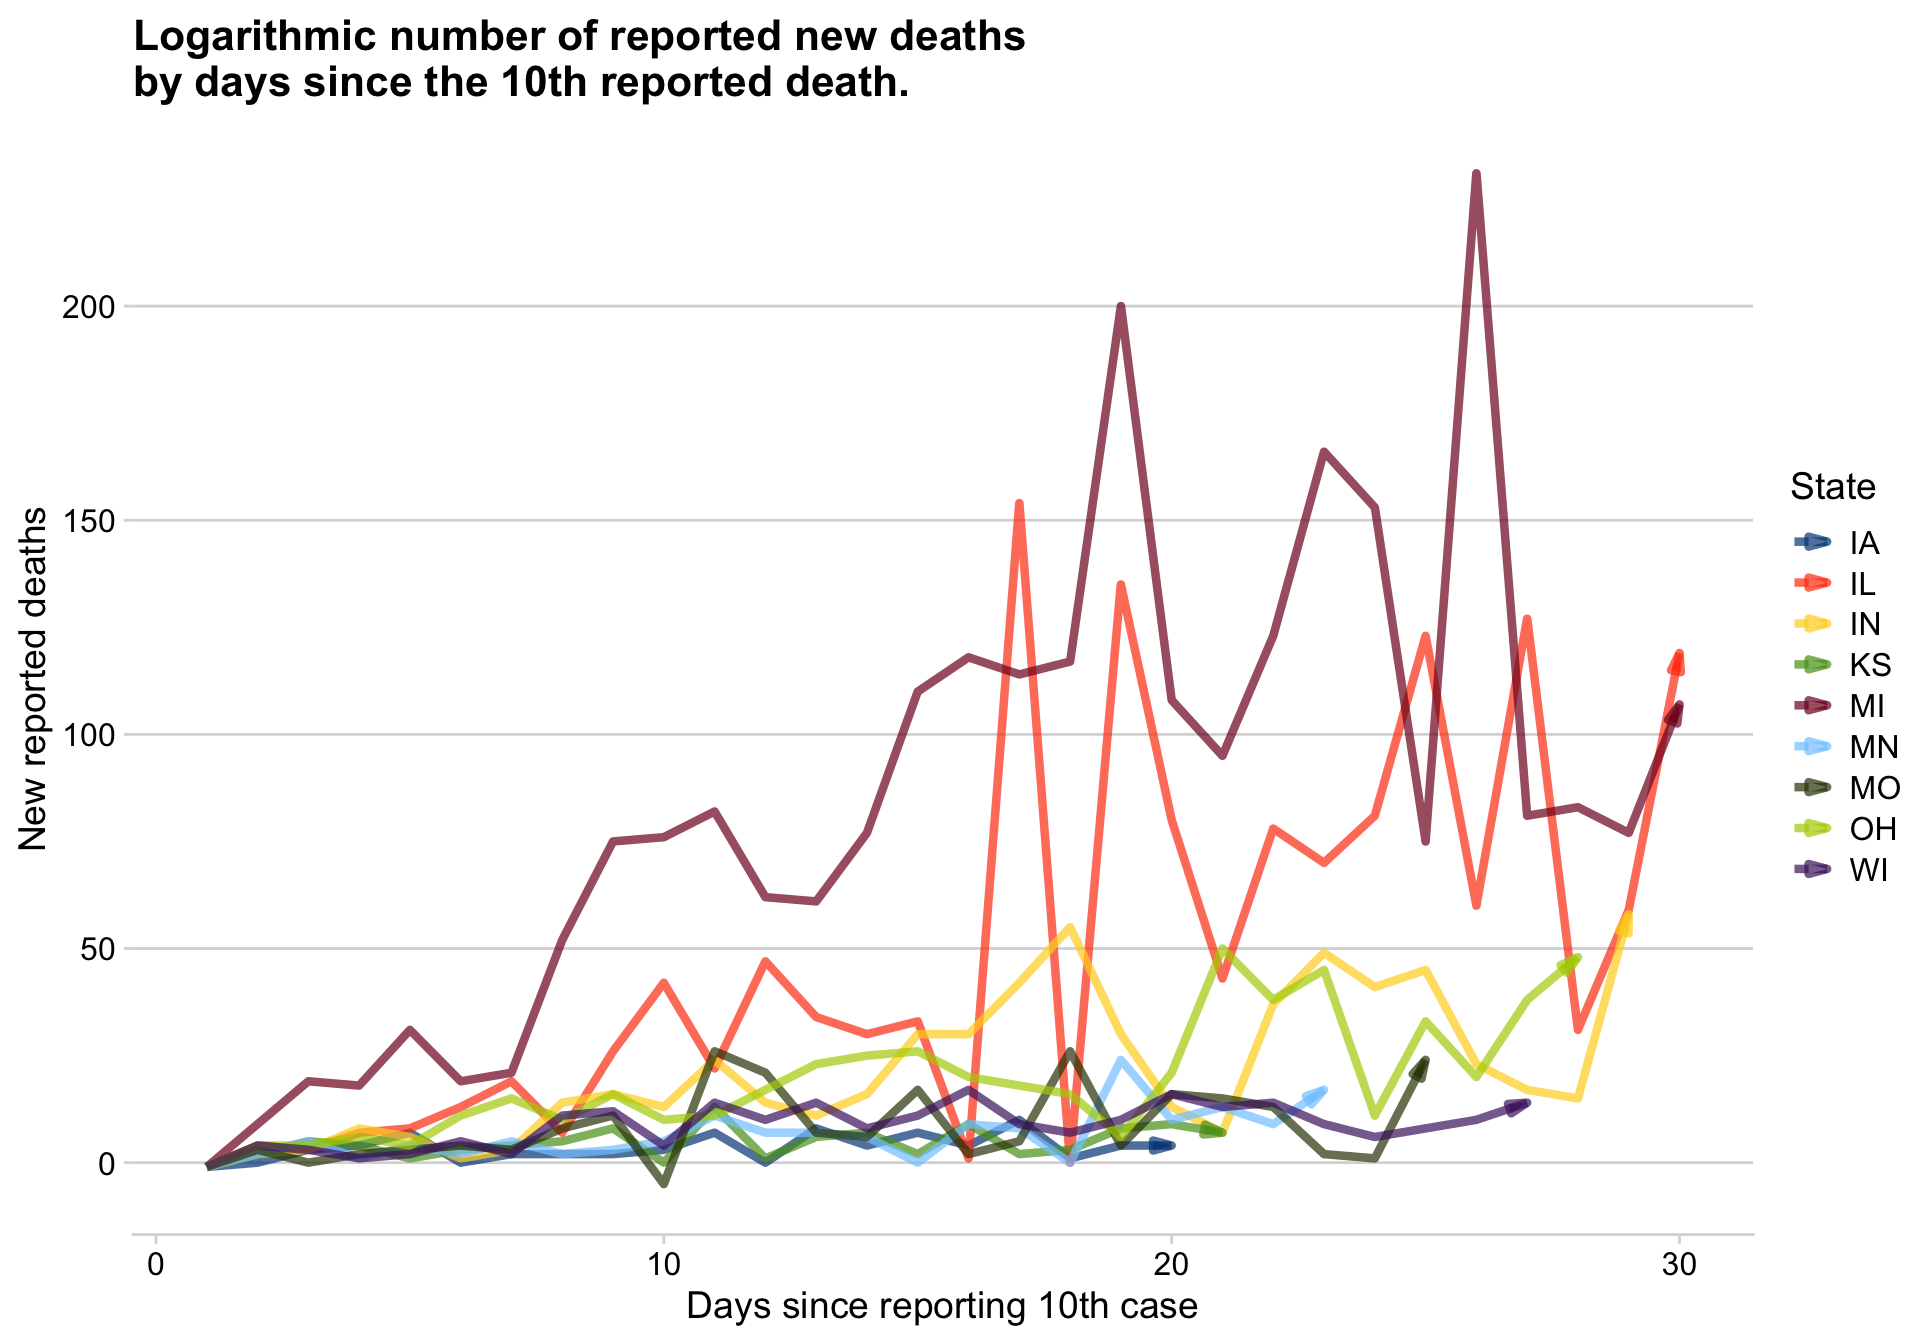 Logarithmic number of reported new deaths
by days since the 10th reported death.
New reported deaths
200
150
100
50
0
0
10
20
30
Days since reporting 10th case
State
IA
IL
IN
KS
MI
MN
MO
OH
WI